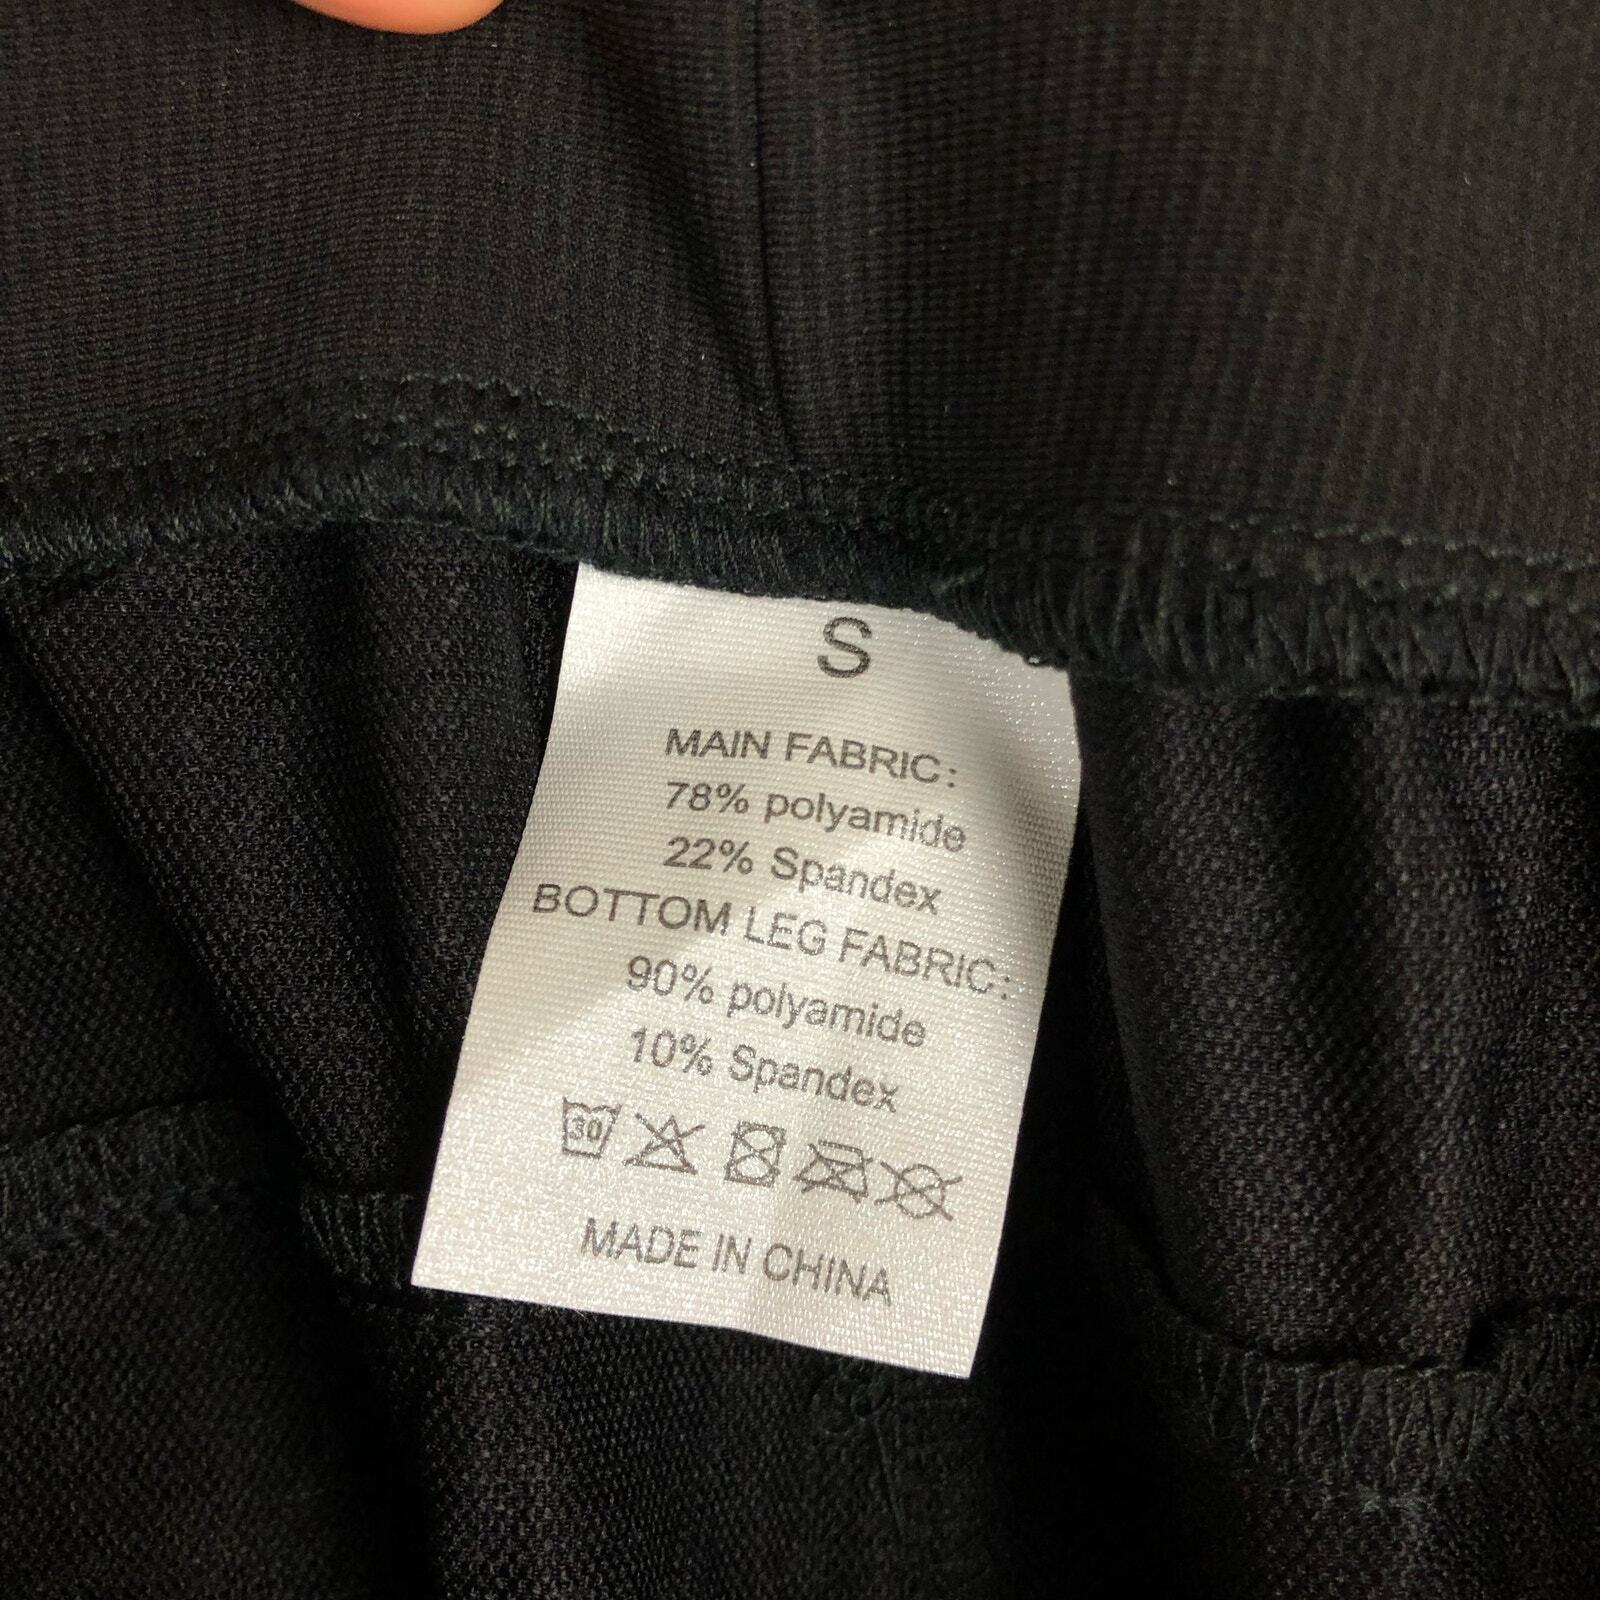 S
MAIN FABRIC:
78% polyamide
22% Spandex
BOTTOM LEG FABRIC:
90% polyamide
10% Spandex
30
MADE IN CHINA